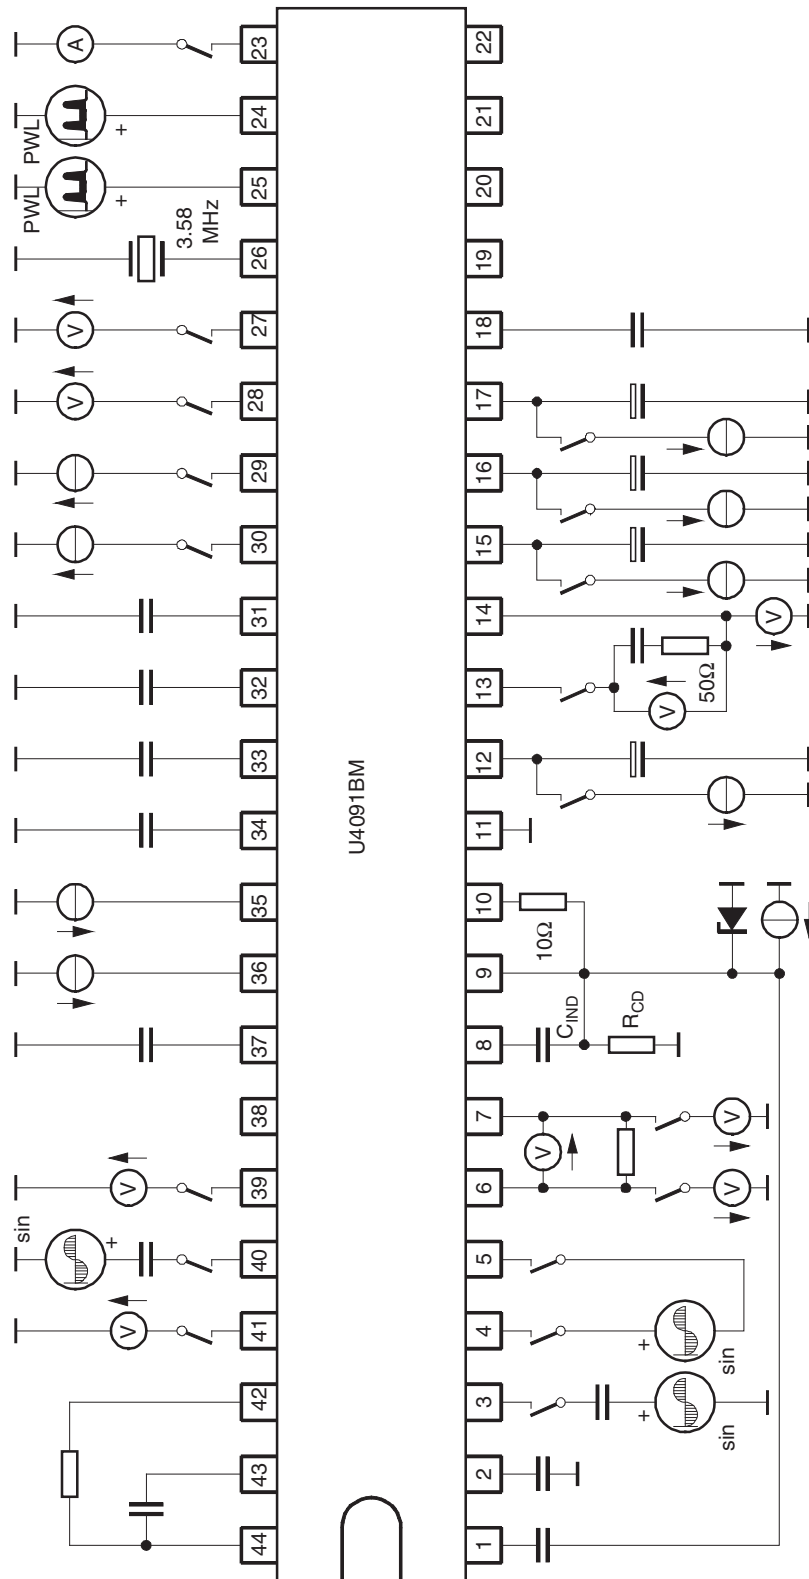 A
23
22
PWL
+
24
21
PWL
+
25
20
3.58
MHz
26
19
V
27
18
V
28
17
29
16
30
15
31
14
V
32
13
50Ω
V
33
12
U4091BM
34
11
35
10
10Ω
36
9
C_IND
R_CD
37
8
38
7
V
V
V
39
6
V
sin
+
40
5
V
41
4
+
sin
42
3
+
sin
43
2
44
1